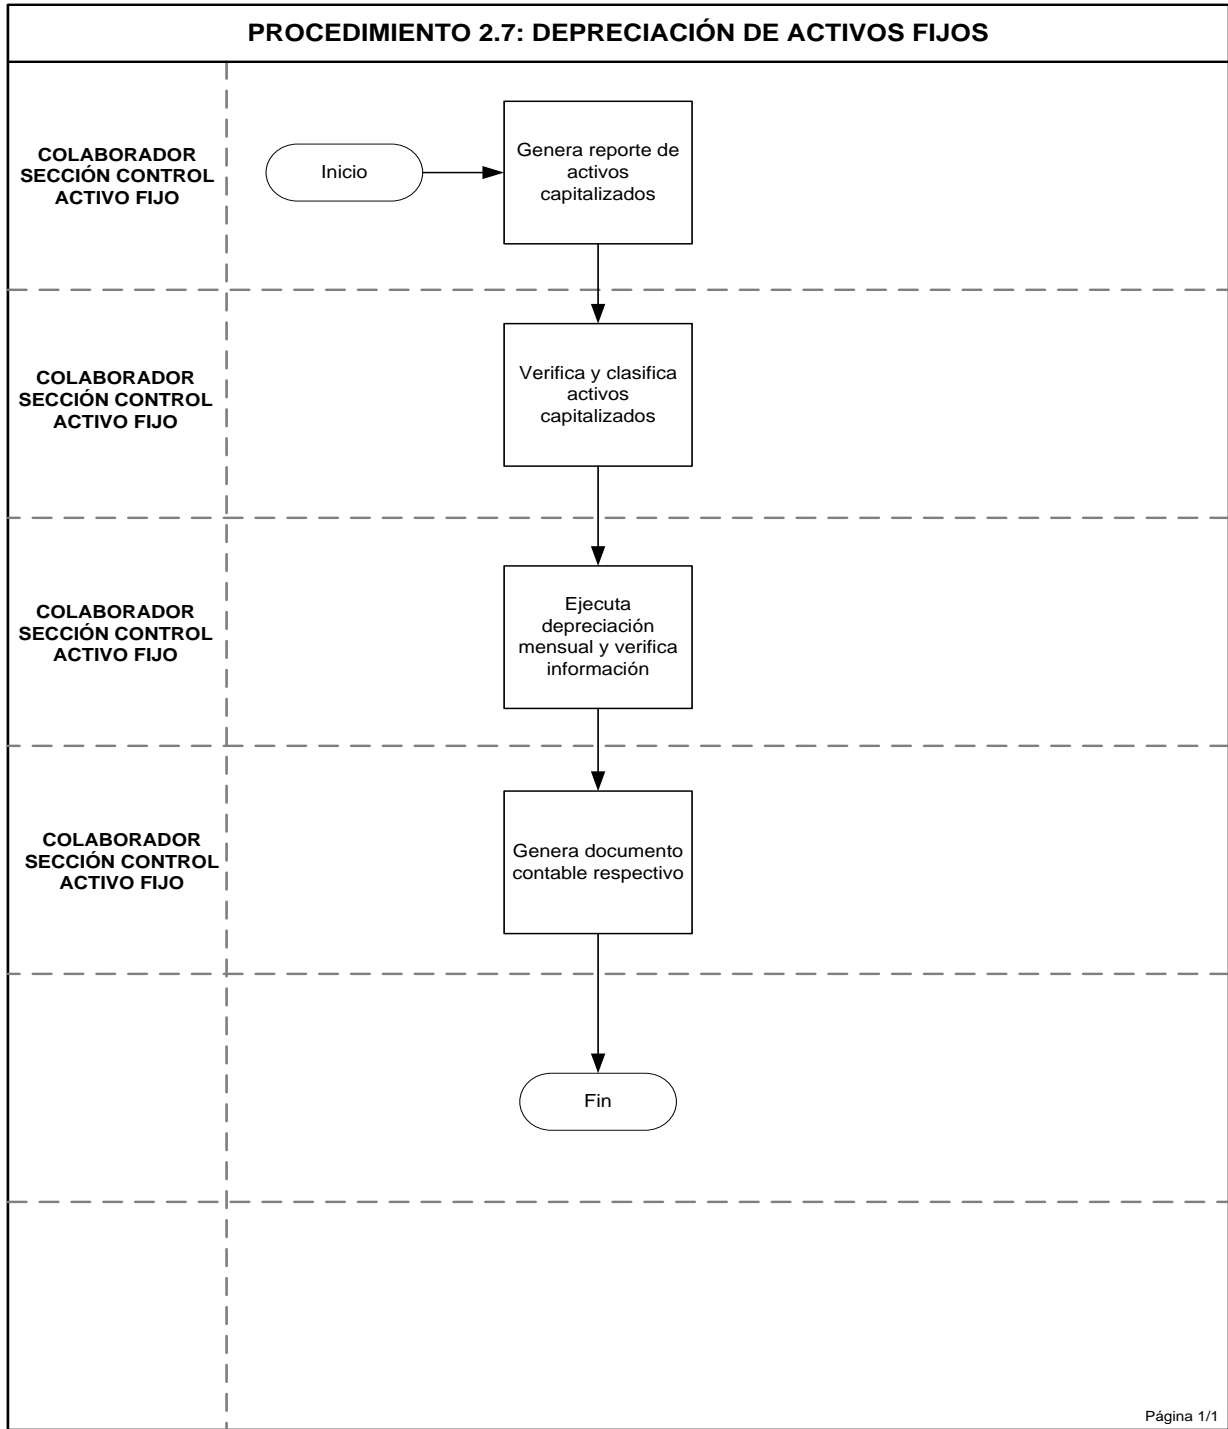 PROCEDIMIENTO 2.7: DEPRECIACIÓN DE ACTIVOS FIJOS
COLABORADOR
SECCIÓN CONTROL
ACTIVO FIJO
Inicio
Genera reporte de
activos
capitalizados
COLABORADOR
SECCIÓN CONTROL
ACTIVO FIJO
Verifica y clasifica
activos
capitalizados
COLABORADOR
SECCIÓN CONTROL
ACTIVO FIJO
Ejecuta
depreciación
mensual y verifica
información
COLABORADOR
SECCIÓN CONTROL
ACTIVO FIJO
Genera documento
contable respectivo
Fin
Página 1/1